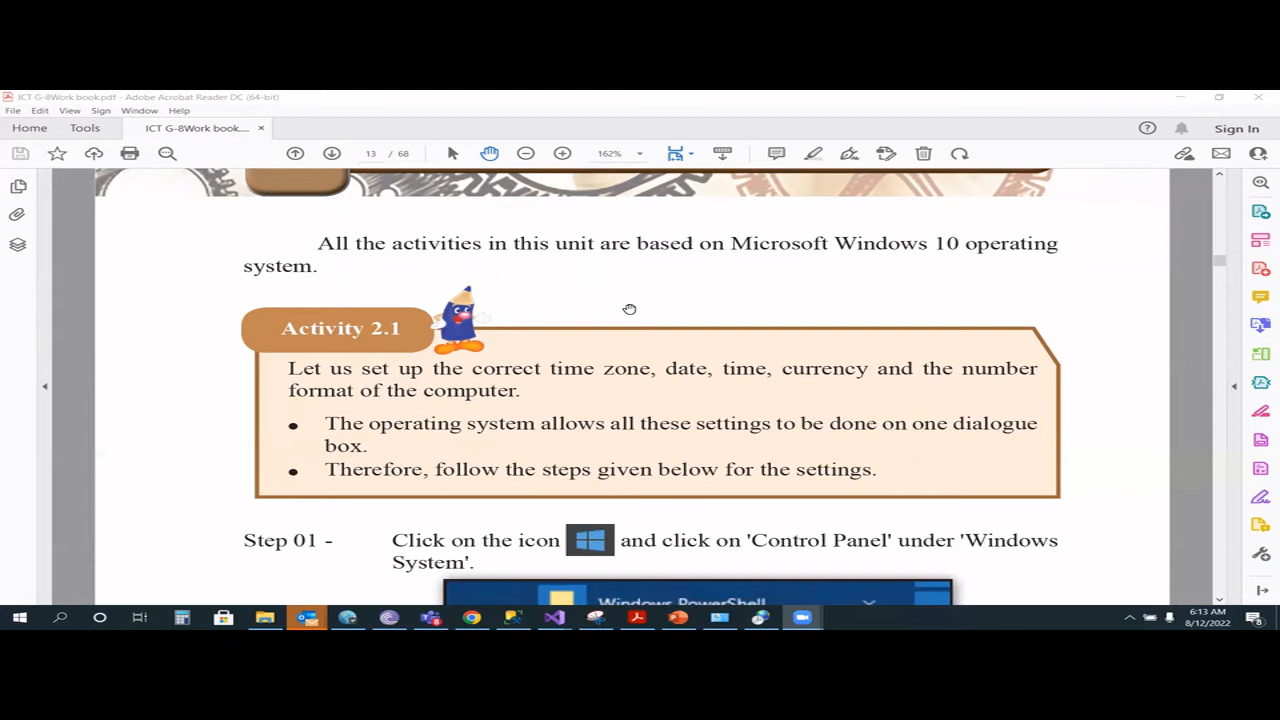 ICT G-8Work book.pdf - Adobe Acrobat Reader DC (64-bit)
File Edit View Sign Window Help
Home Tools ICT G-8Work book.... × Sign In
13 / 68 162%
All the activities in this unit are based on Microsoft Windows 10 operating
system.
Activity 2.1
Let us set up the correct time zone, date, time, currency and the number
format of the computer.
• The operating system allows all these settings to be done on one dialogue
box.
• Therefore, follow the steps given below for the settings.
Step 01 - Click on the icon and click on 'Control Panel' under 'Windows
System'.
Windows PowerShell
6:13 AM
8/12/2022